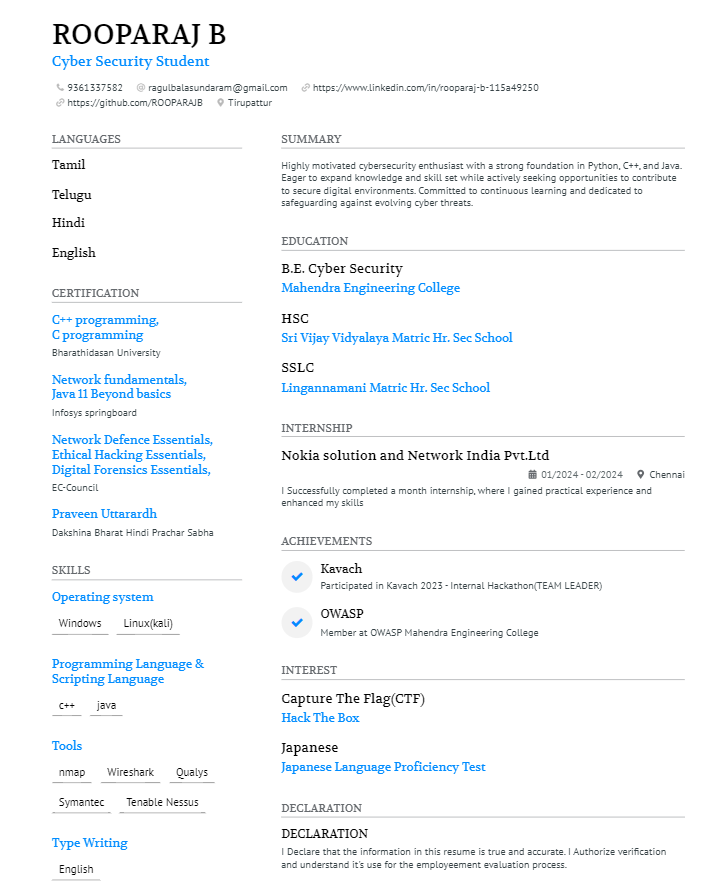 ROOPARAJ B
Cyber Security Student
9361337582 ragulbalasundaram@gmail.com https://www.linkedin.com/in/rooparaj-b-115a49250
https://github.com/ROOPARAJB Tirupattur
LANGUAGES
Tamil
Telugu
Hindi
English
CERTIFICATION
C++ programming,
C programming
Bharathidasan University
Network fundamentals,
Java 11 Beyond basics
Infosys springboard
Network Defence Essentials,
Ethical Hacking Essentials,
Digital Forensics Essentials,
EC-Council
Praveen Uttarardh
Dakshina Bharat Hindi Prachar Sabha
SKILLS
Operating system
Windows Linux(kali)
Programming Language &
Scripting Language
c++ java
Tools
nmap Wireshark Qualys
Symantec Tenable Nessus
Type Writing
English
SUMMARY
Highly motivated cybersecurity enthusiast with a strong foundation in Python, C++, and Java.
Eager to expand knowledge and skill set while actively seeking opportunities to contribute
to secure digital environments. Committed to continuous learning and dedicated to
safeguarding against evolving cyber threats.
EDUCATION
B.E. Cyber Security
Mahendra Engineering College
HSC
Sri Vijay Vidyalaya Matric Hr. Sec School
SSLC
Lingannamani Matric Hr. Sec School
INTERNSHIP
Nokia solution and Network India Pvt.Ltd
01/2024 - 02/2024 Chennai
I Successfully completed a month internship, where I gained practical experience and
enhanced my skills
ACHIEVEMENTS
Kavach
Participated in Kavach 2023 - Internal Hackathon(TEAM LEADER)
OWASP
Member at OWASP Mahendra Engineering College
INTEREST
Capture The Flag(CTF)
Hack The Box
Japanese
Japanese Language Proficiency Test
DECLARATION
DECLARATION
I Declare that the information in this resume is true and accurate. I Authorize verification
and understand it's use for the employeement evaluation process.